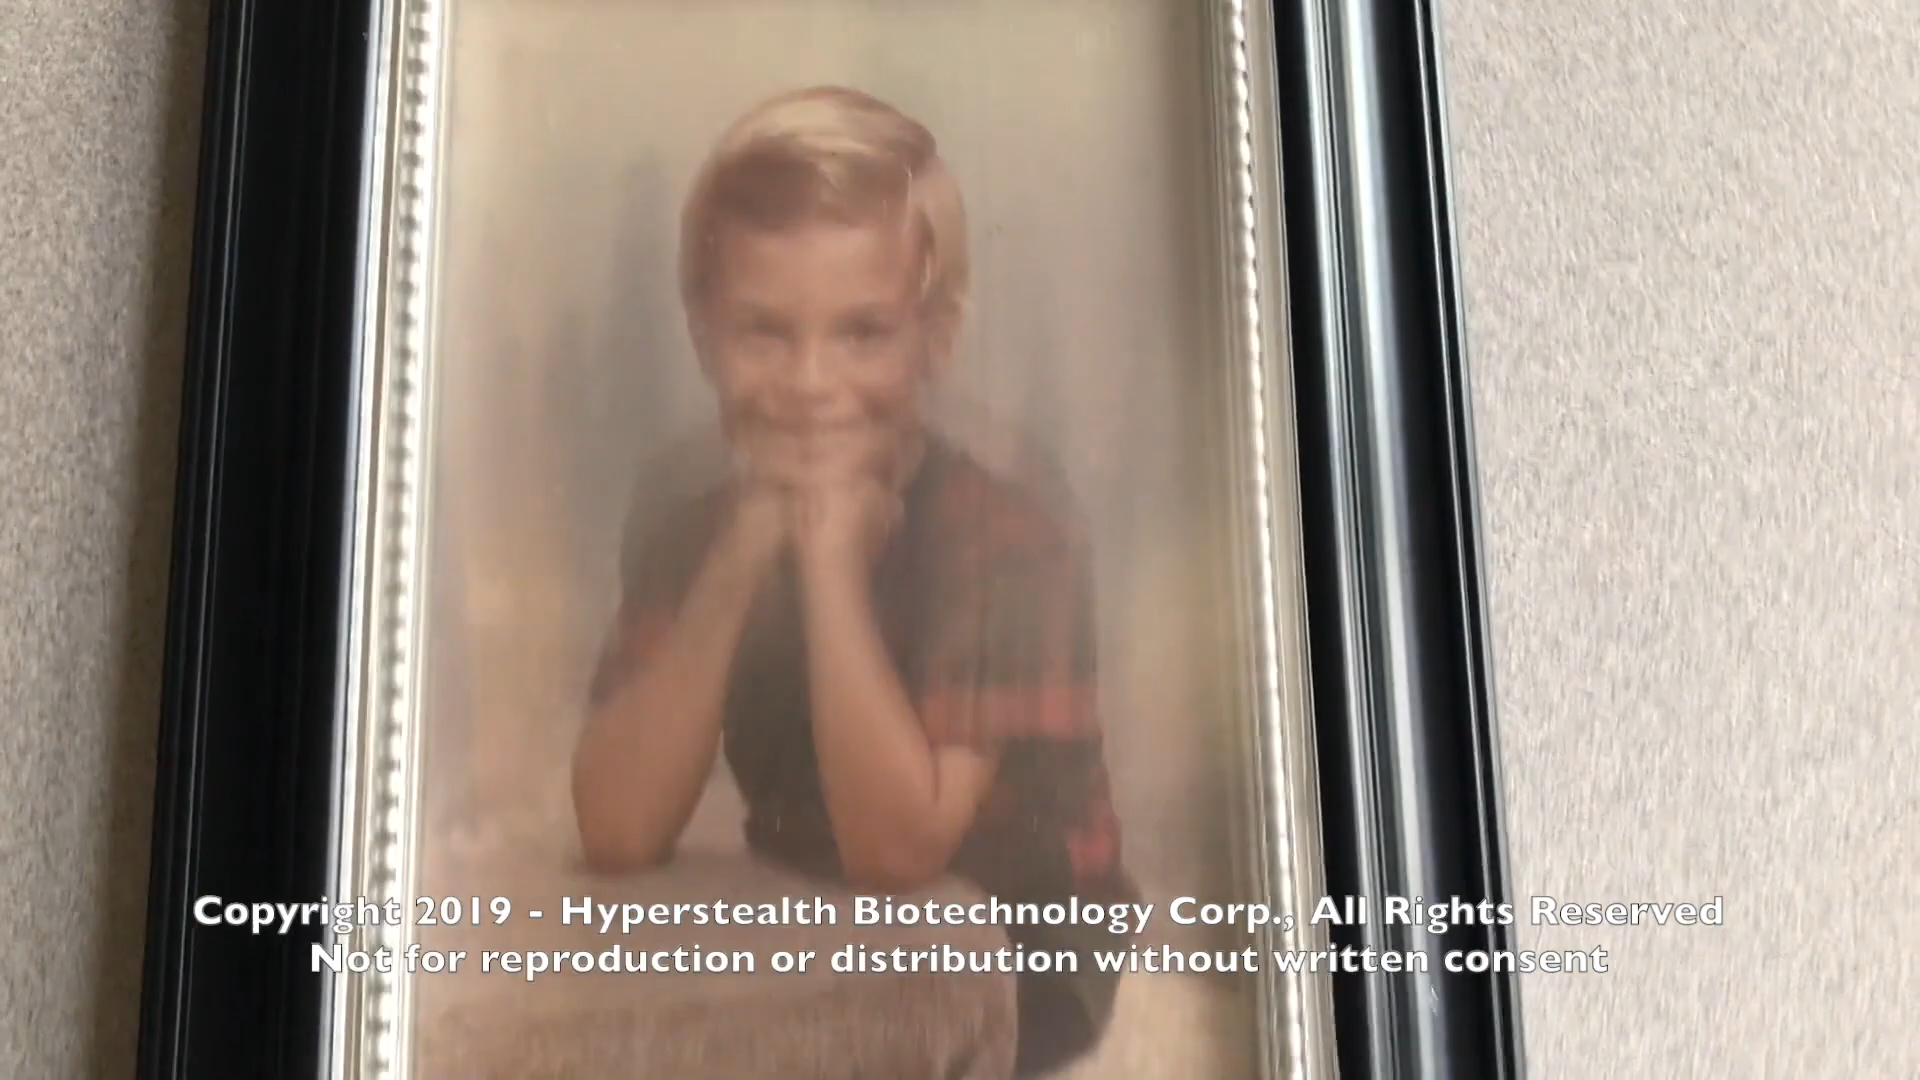 Copyright 2019 - Hyperstealth Biotechnology Corp., All Rights Reserved
Not for reproduction or distribution without written consent